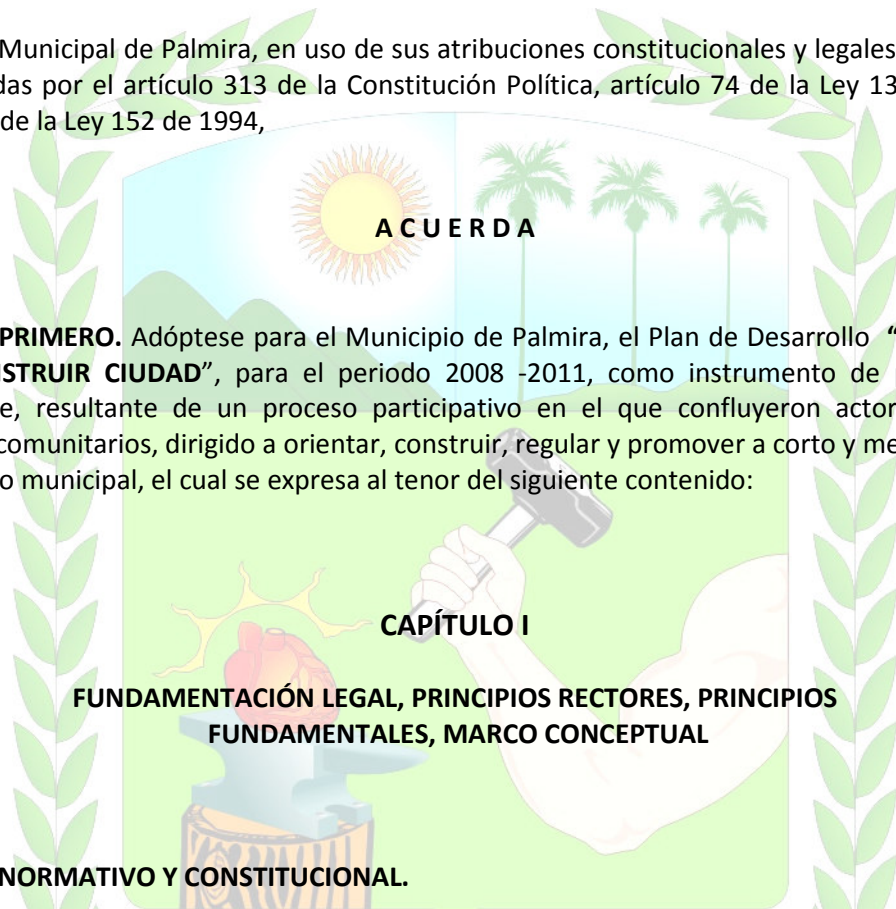 Municipal de Palmira, en uso de sus atribuciones constitucionales y legales
das por el artículo 313 de la Constitución Política, artículo 74 de la Ley 13
de la Ley 152 de 1994,
A C U E R D A
PRIMERO. Adóptese para el Municipio de Palmira, el Plan de Desarrollo “
STRUIR CIUDAD”, para el periodo 2008 -2011, como instrumento de
e, resultante de un proceso participativo en el que confluyeron actor
comunitarios, dirigido a orientar, construir, regular y promover a corto y me
o municipal, el cual se expresa al tenor del siguiente contenido:
CAPÍTULO I
FUNDAMENTACIÓN LEGAL, PRINCIPIOS RECTORES, PRINCIPIOS
FUNDAMENTALES, MARCO CONCEPTUAL
NORMATIVO Y CONSTITUCIONAL.